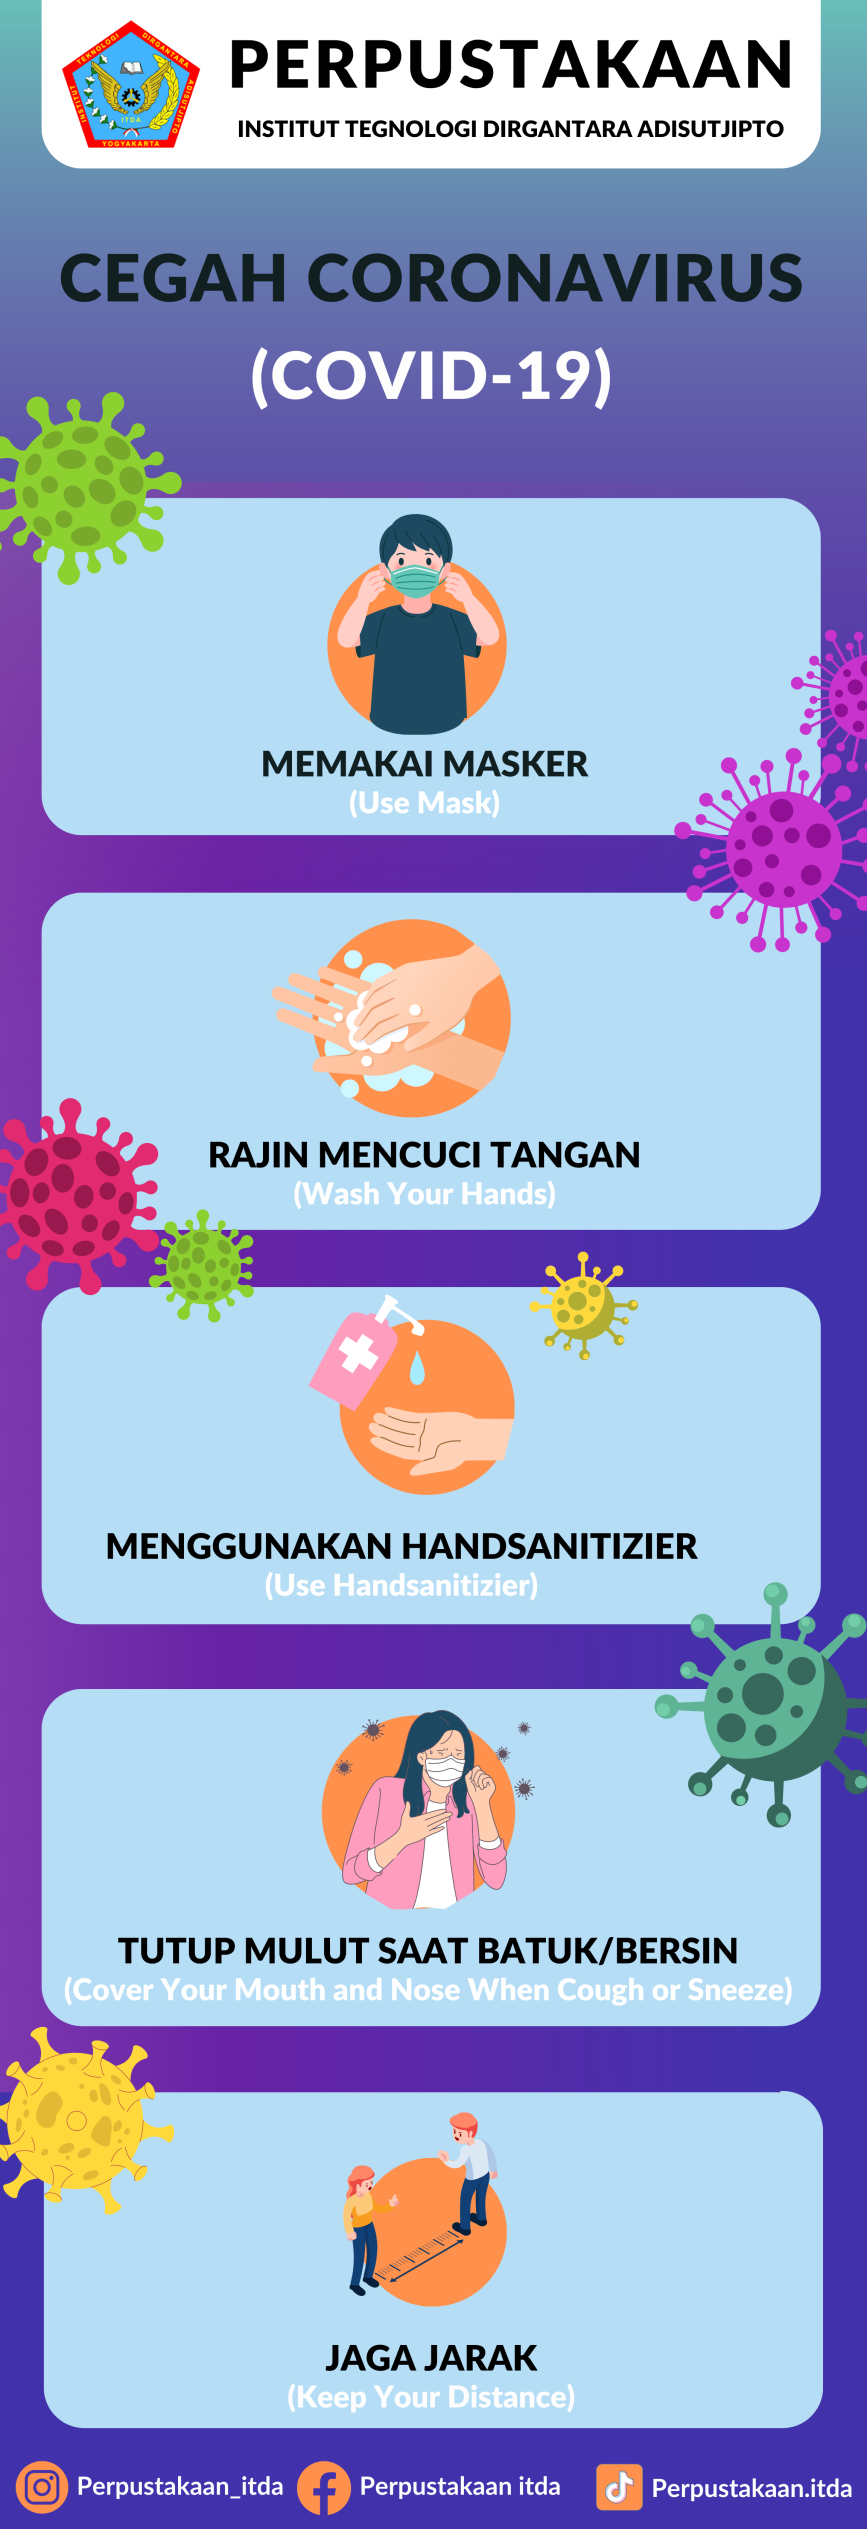 INSTITUT TEKNOLOGI DIRGANTARA ADISUTJIPTO
ITDA
YOGYAKARTA
PERPUSTAKAAN
INSTITUT TEGNOLOGI DIRGANTARA ADISUTJIPTO
CEGAH CORONAVIRUS
(COVID-19)
MEMAKAI MASKER
(Use Mask)
RAJIN MENCUCI TANGAN
(Wash Your Hands)
MENGGUNAKAN HANDSANITIZIER
(Use Handsanitizier)
TUTUP MULUT SAAT BATUK/BERSIN
(Cover Your Mouth and Nose When Cough or Sneeze)
JAGA JARAK
(Keep Your Distance)
Perpustakaan_itda
Perpustakaan itda
Perpustakaan.itda